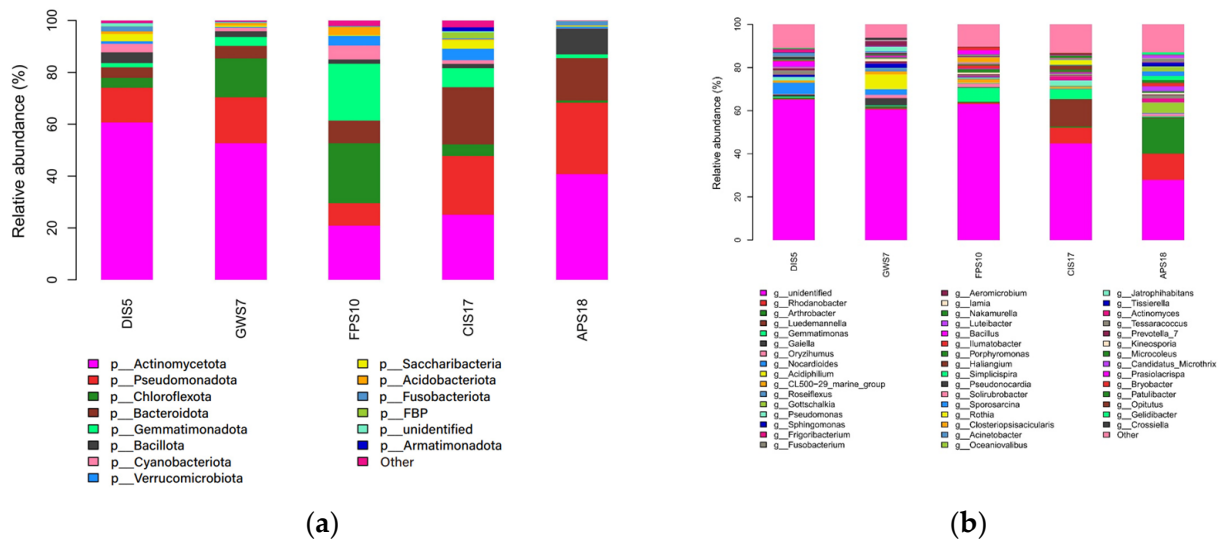 100
80
60
40
20
0
Relative abundance (%)
DIS5
GWS7
FPS10
CIS17
APS18
p__Actinomycetota
p__Pseudomonadota
p__Chloroflexota
p__Bacteroidota
p__Gemmatimonadota
p__Bacillota
p__Cyanobacteriota
p__Verrucomicrobiota
p__Saccharibacteria
p__Acidobacteriota
p__Fusobacteriota
p__FBP
p__unidentified
p__Armatimonadota
Other
(a)
100
80
60
40
20
0
Relative abundance (%)
DIS5
GWS7
FPS10
CIS17
APS18
g__unidentified
g__Rhodanobacter
g__Arthrobacter
g__Luedemannella
g__Gemmatimonas
g__Gaiella
g__Oryzihumus
g__Nocardioides
g__Acidiphilium
g__CL500−29_marine_group
g__Roseiflexus
g__Gottschalkia
g__Pseudomonas
g__Sphingomonas
g__Frigoribacterium
g__Fusobacterium
g__Aeromicrobium
g__Iamia
g__Nakamurella
g__Luteibacter
g__Bacillus
g__Ilumatobacter
g__Porphyromonas
g__Haliangium
g__Simplicispira
g__Pseudonocardia
g__Solirubrobacter
g__Sporosarcina
g__Rothia
g__Closteriopsisacicularis
g__Acinetobacter
g__Oceaniovalibus
g__Jatrophihabitans
g__Tissierella
g__Actinomyces
g__Tessaracoccus
g__Prevotella_7
g__Kineosporia
g__Microcoleus
g__Candidatus_Microthrix
g__Prasiolacrispa
g__Bryobacter
g__Patulibacter
g__Opitutus
g__Gelidibacter
g__Crossiella
Other
(b)